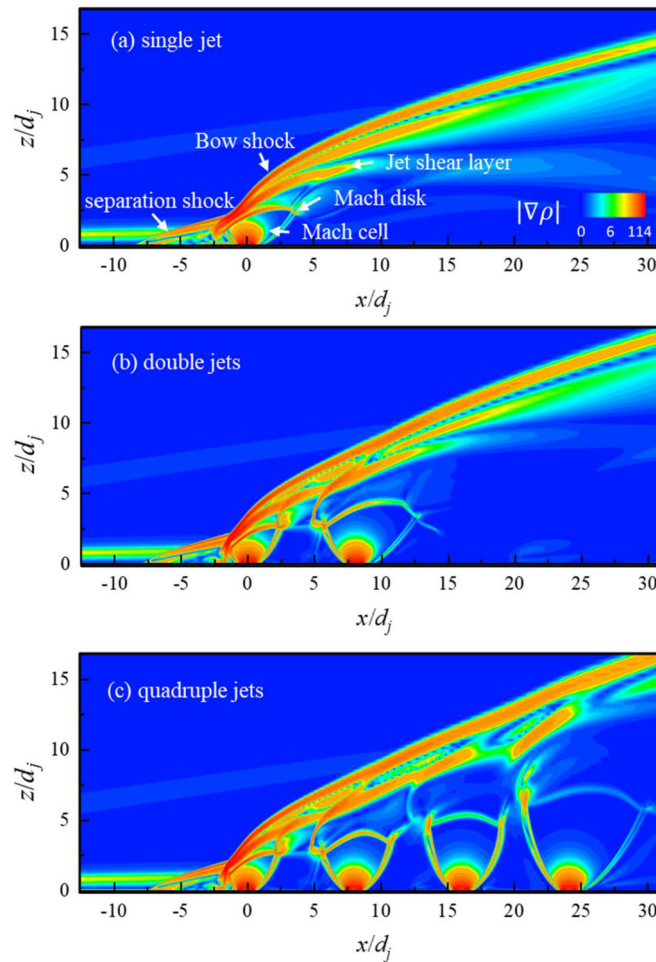 15
(a) single jet
10
z/dj
Bow shock
5
Jet shear layer
separation shock
Mach disk
|∇ρ|
Mach cell
0 6 114
0
-10 -5 0 5 10 15 20 25 30
x/dj
15
(b) double jets
10
z/dj
5
0
-10 -5 0 5 10 15 20 25 30
x/dj
15
(c) quadruple jets
10
z/dj
5
0
-10 -5 0 5 10 15 20 25 30
x/dj